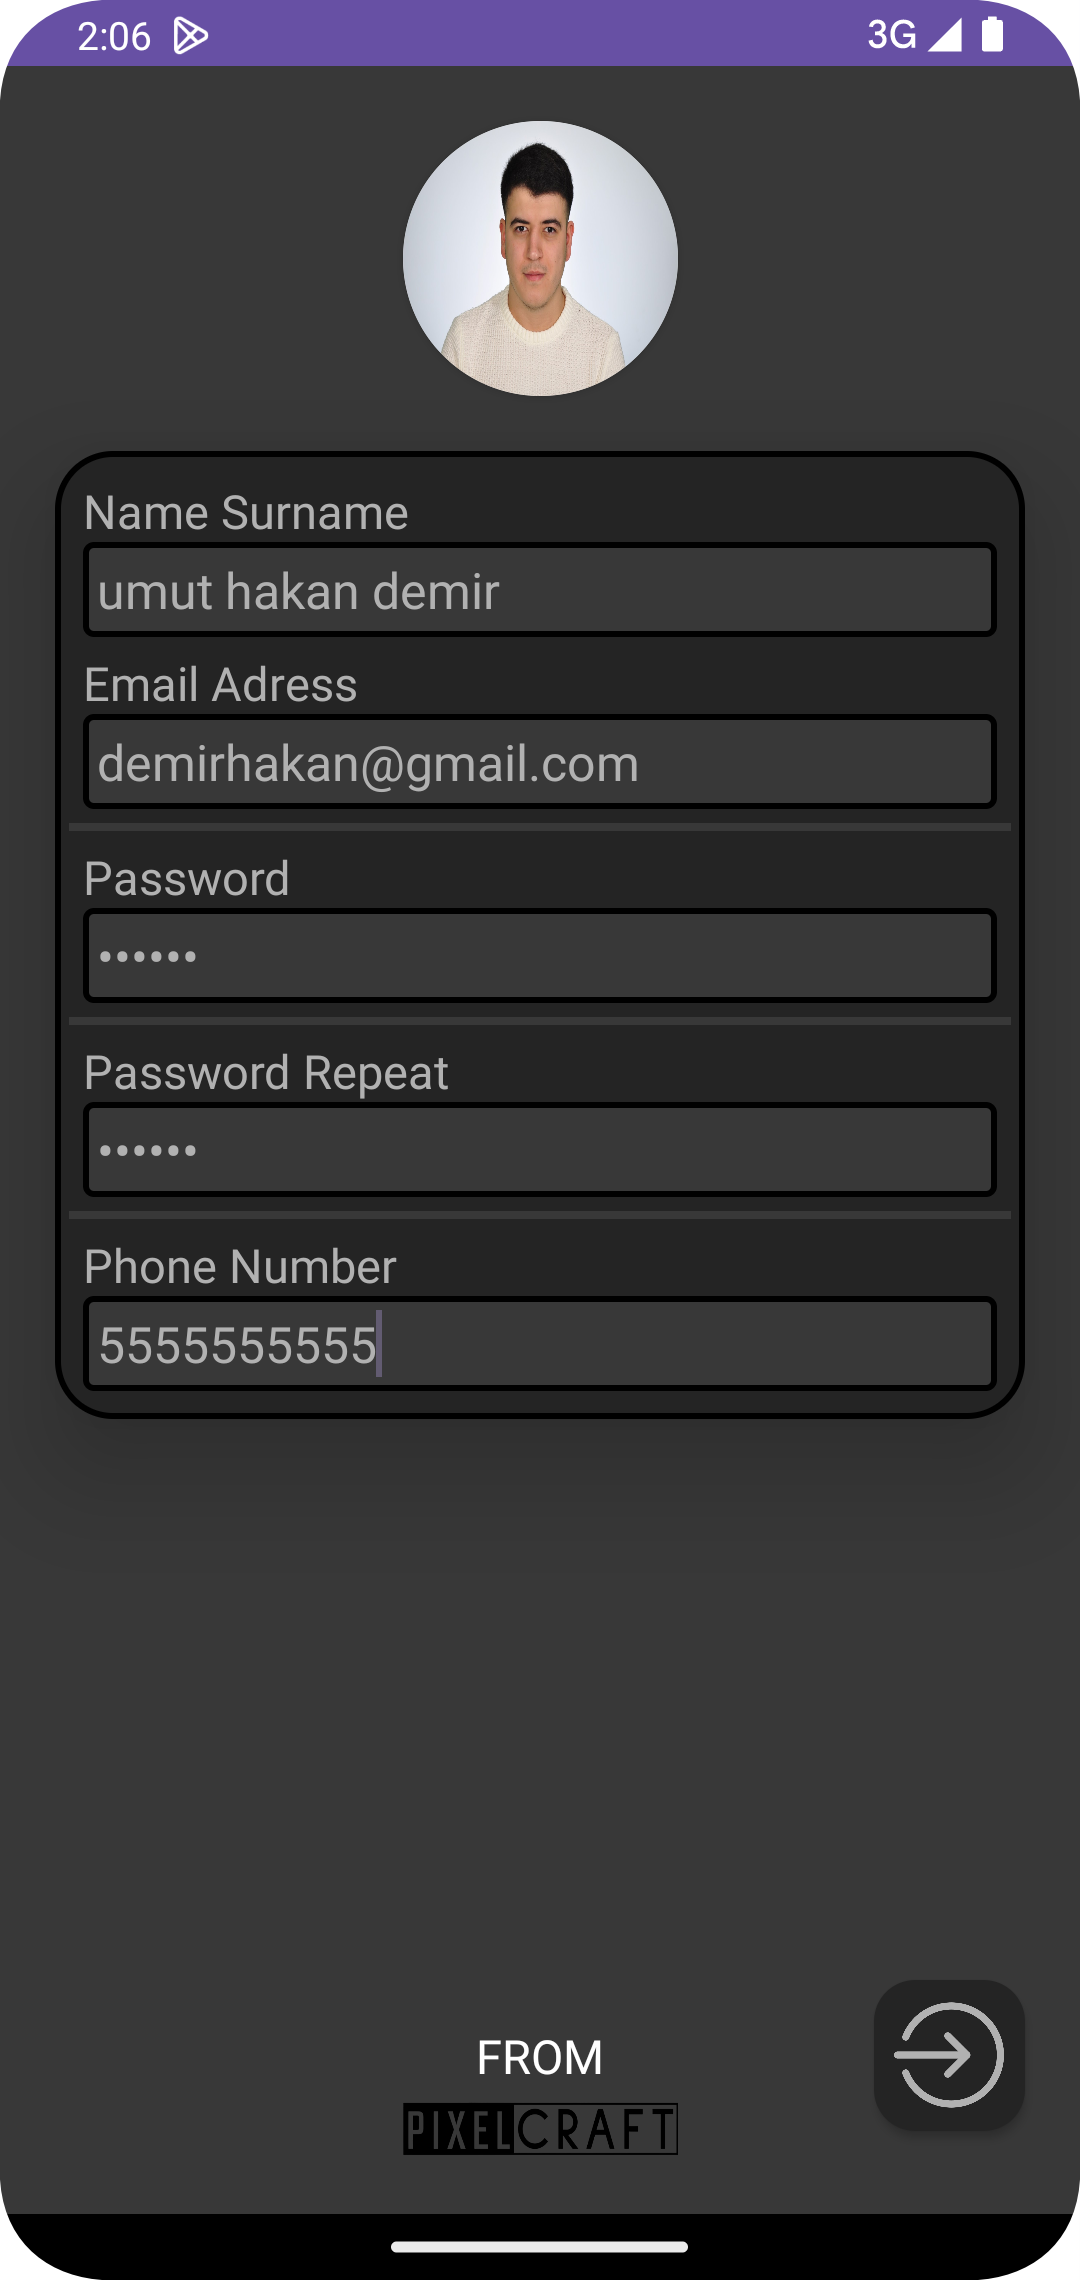 2:06 3G
Name Surname
umut hakan demir
Email Adress
demirhakan@gmail.com
Password
••••••
Password Repeat
••••••
Phone Number
5555555555
FROM
PIXELCRAFT